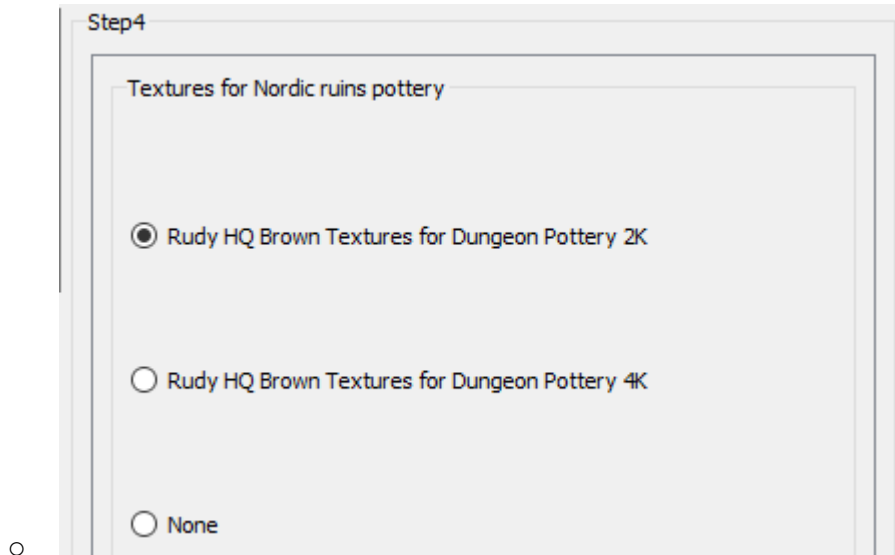 Step4
Textures for Nordic ruins pottery
Rudy HQ Brown Textures for Dungeon Pottery 2K
Rudy HQ Brown Textures for Dungeon Pottery 4K
None